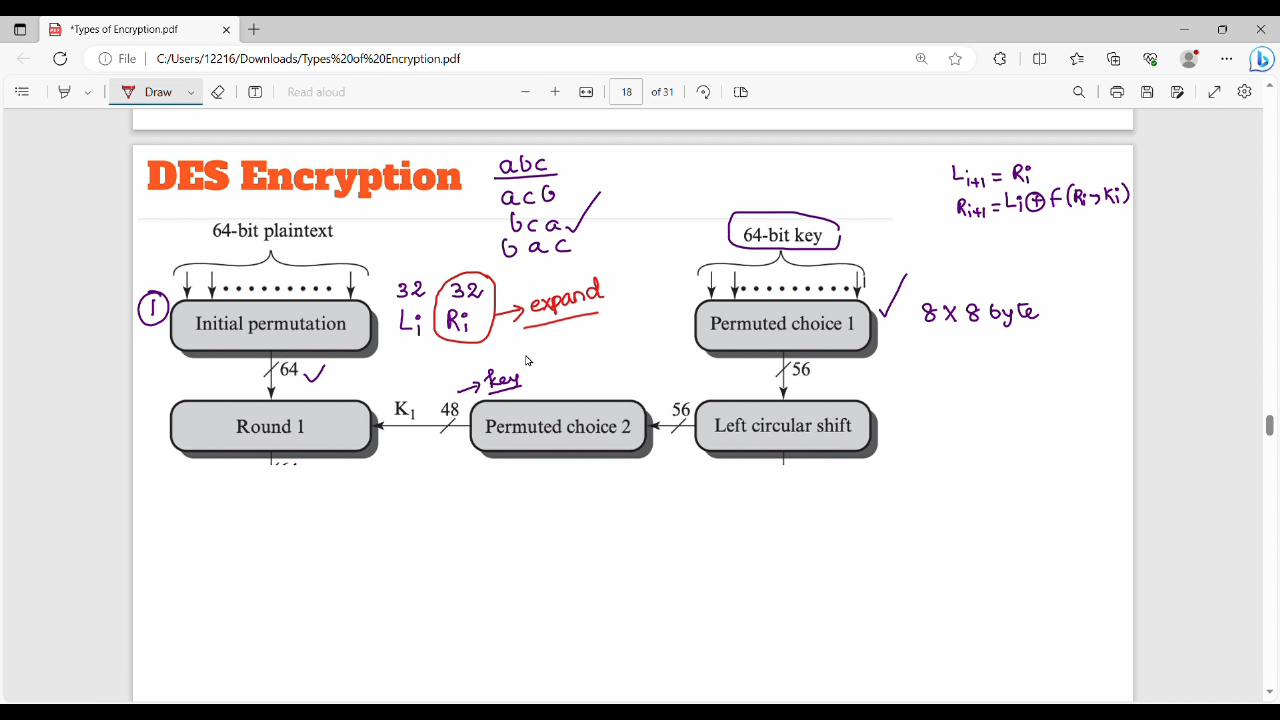 *Types of Encryption.pdf
File C:/Users/12216/Downloads/Types%20of%20Encryption.pdf
Draw Read aloud 18 of 31
DES Encryption
abc
acb
bca
bac
L i+1 = Ri
R i+1 = Li ⊕ f(Ri, Ki)
64-bit plaintext
64-bit key
1
Initial permutation
32 32
Li Ri
expand
Permuted choice 1
8 x 8 byte
64
key
56
Round 1
K1
48
Permuted choice 2
56
Left circular shift